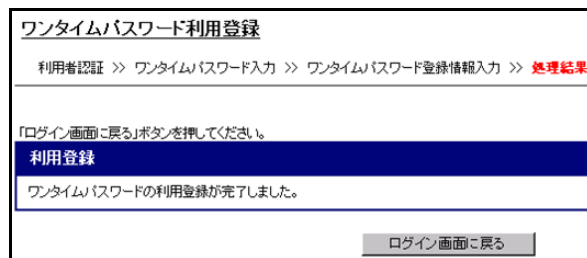 ワンタイムパスワード利用登録
利用者認証 >> ワンタイムパスワード入力 >> ワンタイムパスワード登録情報入力 >> 処理結果
「ログイン画面に戻る」ボタンを押してください。
利用登録
ワンタイムパスワードの利用登録が完了しました。
ログイン画面に戻る